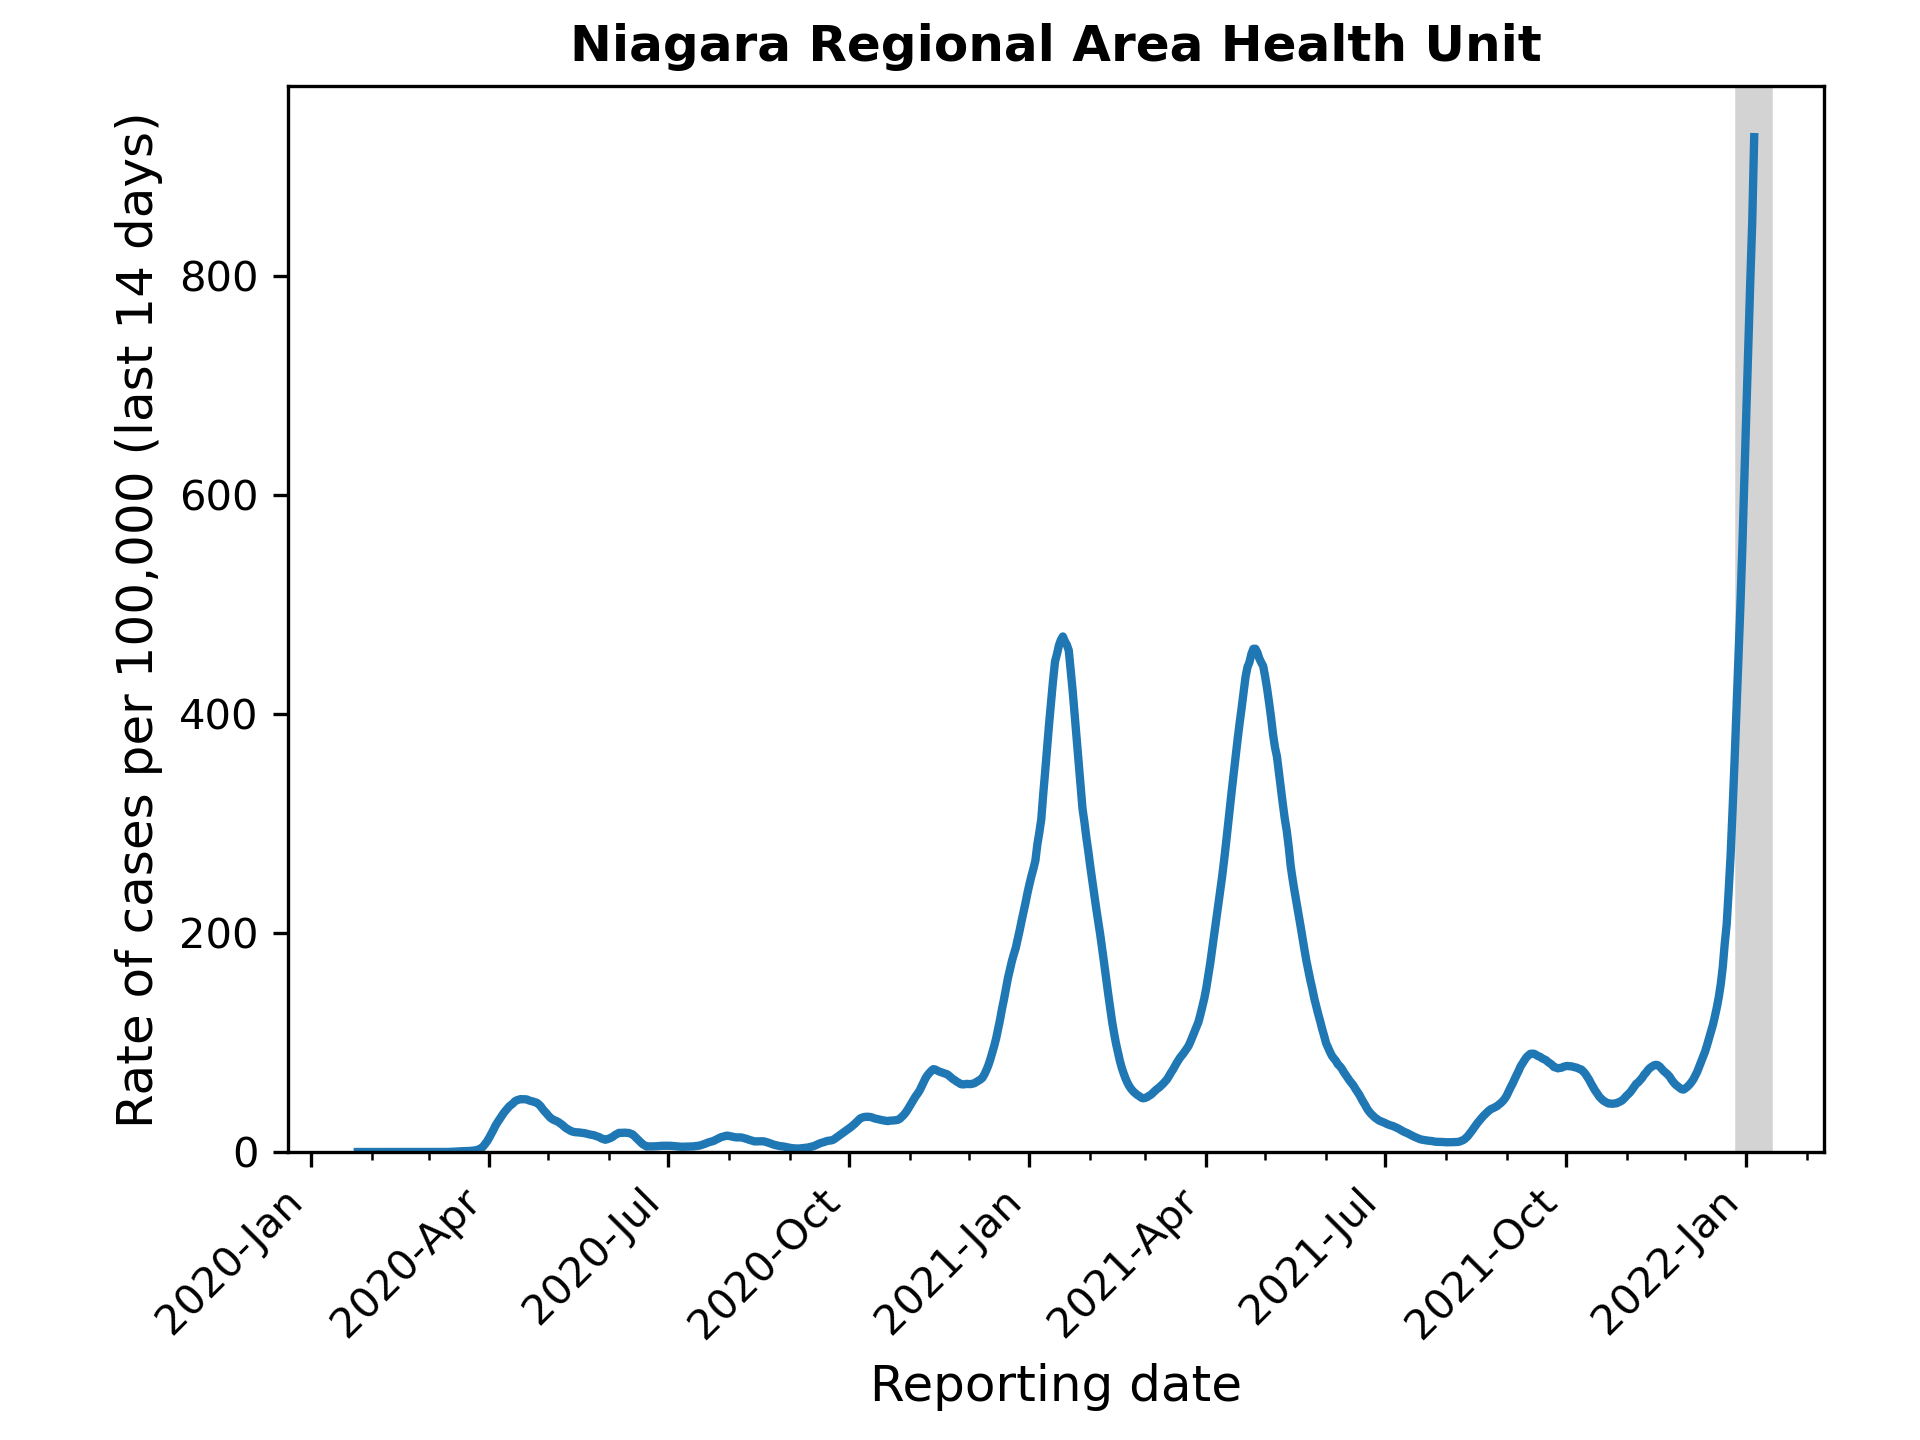 Niagara Regional Area Health Unit
Rate of cases per 100,000 (last 14 days)
800
600
400
200
0
2020-Jan
2020-Apr
2020-Jul
2020-Oct
2021-Jan
2021-Apr
2021-Jul
2021-Oct
2022-Jan
Reporting date